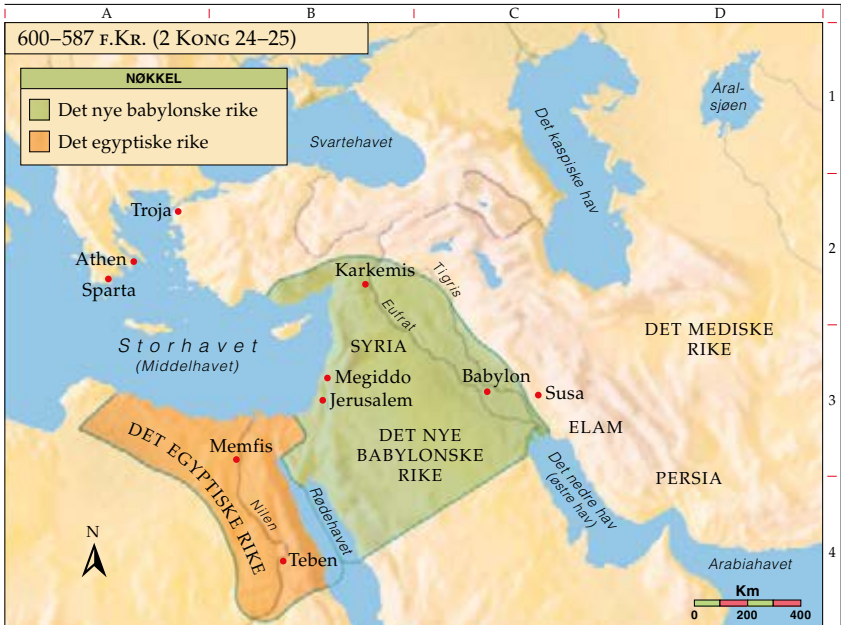 A
B
C
D
600–587 F.KR. (2 KONG 24–25)
NØKKEL
Det nye babylonske rike
Det egyptiske rike
1
2
3
4
Aral-
sjøen
Svartehavet
Det kaspiske hav
Troja
Athen
Sparta
Karkemis
Tigris
Eufrat
Storhavet
(Middelhavet)
SYRIA
DET MEDISKE
RIKE
Megiddo
Jerusalem
Babylon
Susa
ELAM
DET NYE
BABYLONSKE
RIKE
DET EGYPTISKE RIKE
Memfis
Nilen
Rødehavet
Det nedre hav
(østre hav)
PERSIA
N
Teben
Arabiahavet
Km
0 200 400